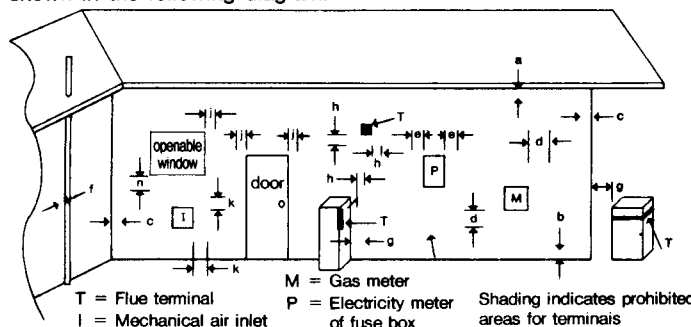 shown in the following diagram
a
h
T
j
c
openable
window
j
j
h
e
e
d
P
n
door
h
f
k
M
g
c
I
d
b
T
g
k
T
M = Gas meter
T = Flue terminal
P = Electricity meter
Shading indicates prohibited
I = Mechanical air inlet
of fuse box
areas for terminals